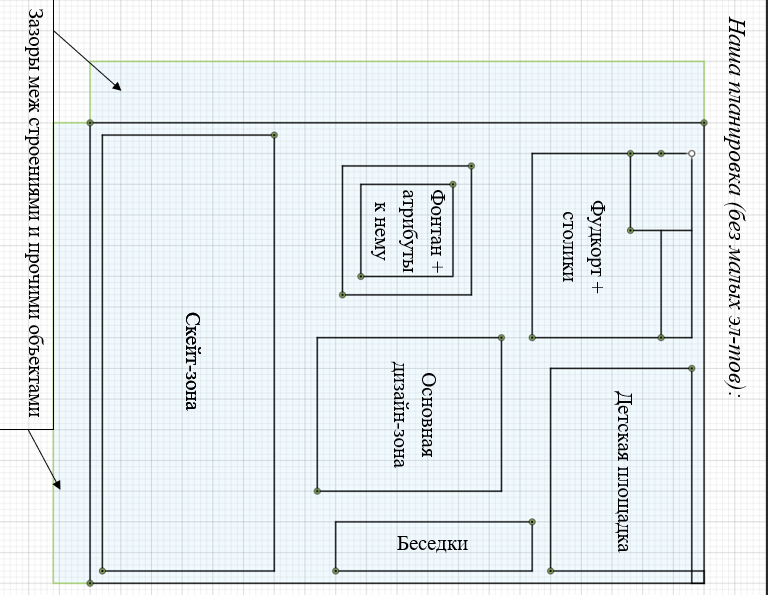 Наша планировка (без малых эл-тов):
Фудкорт +
столики
Детская площадка
Фонтан +
атрибуты
к нему
Основная
дизайн-зона
Беседки
Скейт-зона
Зазоры меж строениями и прочими объектами